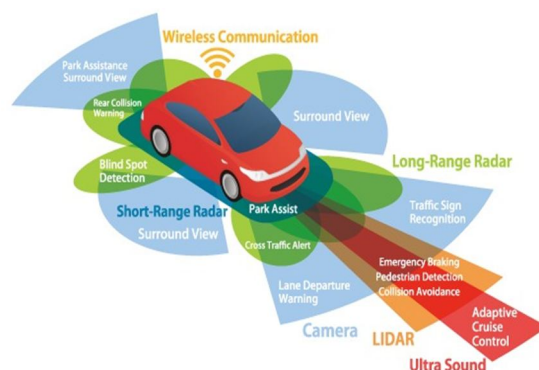 Wireless Communication
Park Assistance
Surround View
Rear Collision
Warning
Surround View
Blind Spot
Detection
Long-Range Radar
Short-Range Radar
Park Assist
Traffic Sign
Recognition
Surround View
Cross Traffic Alert
Emergency Braking
Pedestrian Detection
Collision Avoidance
Lane Departure
Warning
Adaptive
Cruise
Control
Camera
LIDAR
Ultra Sound